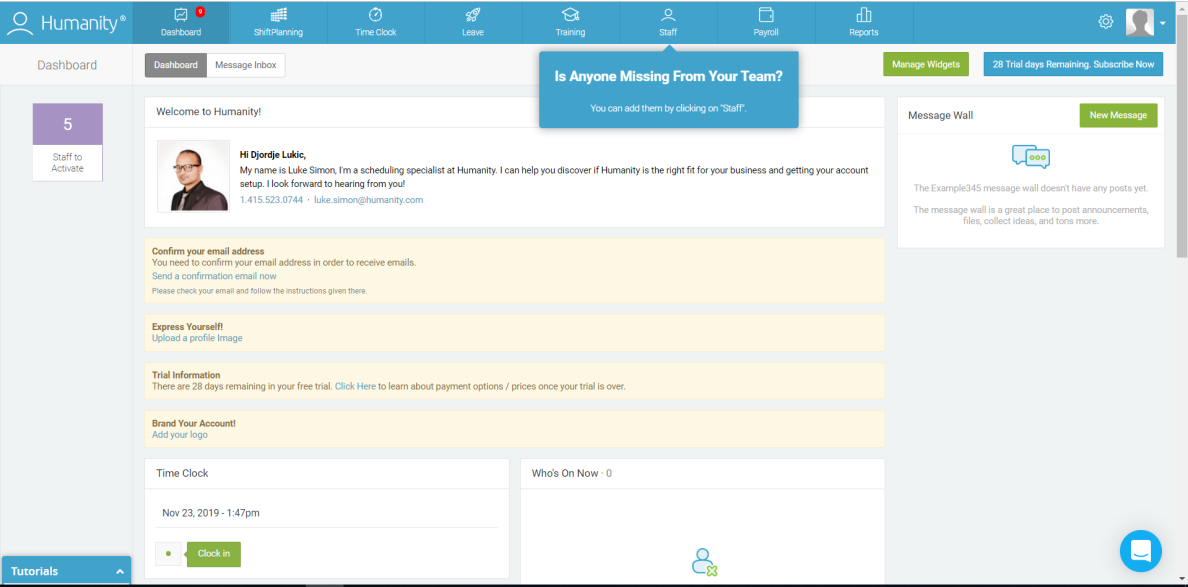 Humanity®
9
Dashboard
ShiftPlanning
Time Clock
Leave
Training
Staff
Payroll
Reports
Dashboard
Dashboard
Message Inbox
Is Anyone Missing From Your Team?
You can add them by clicking on "Staff".
Manage Widgets
28 Trial days Remaining. Subscribe Now
5
Staff to
Activate
Welcome to Humanity!
Hi Djordje Lukic,
My name is Luke Simon, I'm a scheduling specialist at Humanity. I can help you discover if Humanity is the right fit for your business and getting your account
setup. I look forward to hearing from you!
1.415.523.0744 · luke.simon@humanity.com
Message Wall
New Message
The Example345 message wall doesn't have any posts yet.
The message wall is a great place to post announcements,
files, collect ideas, and tons more.
Confirm your email address
You need to confirm your email address in order to receive emails.
Send a confirmation email now
Please check your email and follow the instructions given there.
Express Yourself!
Upload a profile Image
Trial Information
There are 28 days remaining in your free trial. Click Here to learn about payment options / prices once your trial is over.
Brand Your Account!
Add your logo
Time Clock
Nov 23, 2019 - 1:47pm
Clock in
Who's On Now · 0
Tutorials